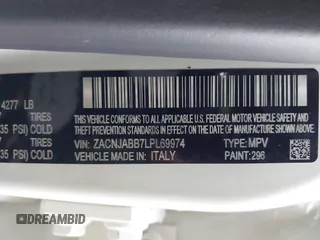 4277 LB
TIRES
35 PSI) COLD
TIRES
35 PSI) COLD
THIS VEHICLE CONFORMS TO ALL APPLICABLE
U.S.A. FEDERAL MOTOR VEHICLE SAFETY, BUMPER AND
THEFT PREVENTION STANDARDS IN EFFECT ON THE
DATE OF MANUFACTURE SHOWN ABOVE.
VIN: ZACNJABB7LPL69974 TYPE: MPV
VEHICLE MADE IN: ITALY PAINT: 296
DREAMBID